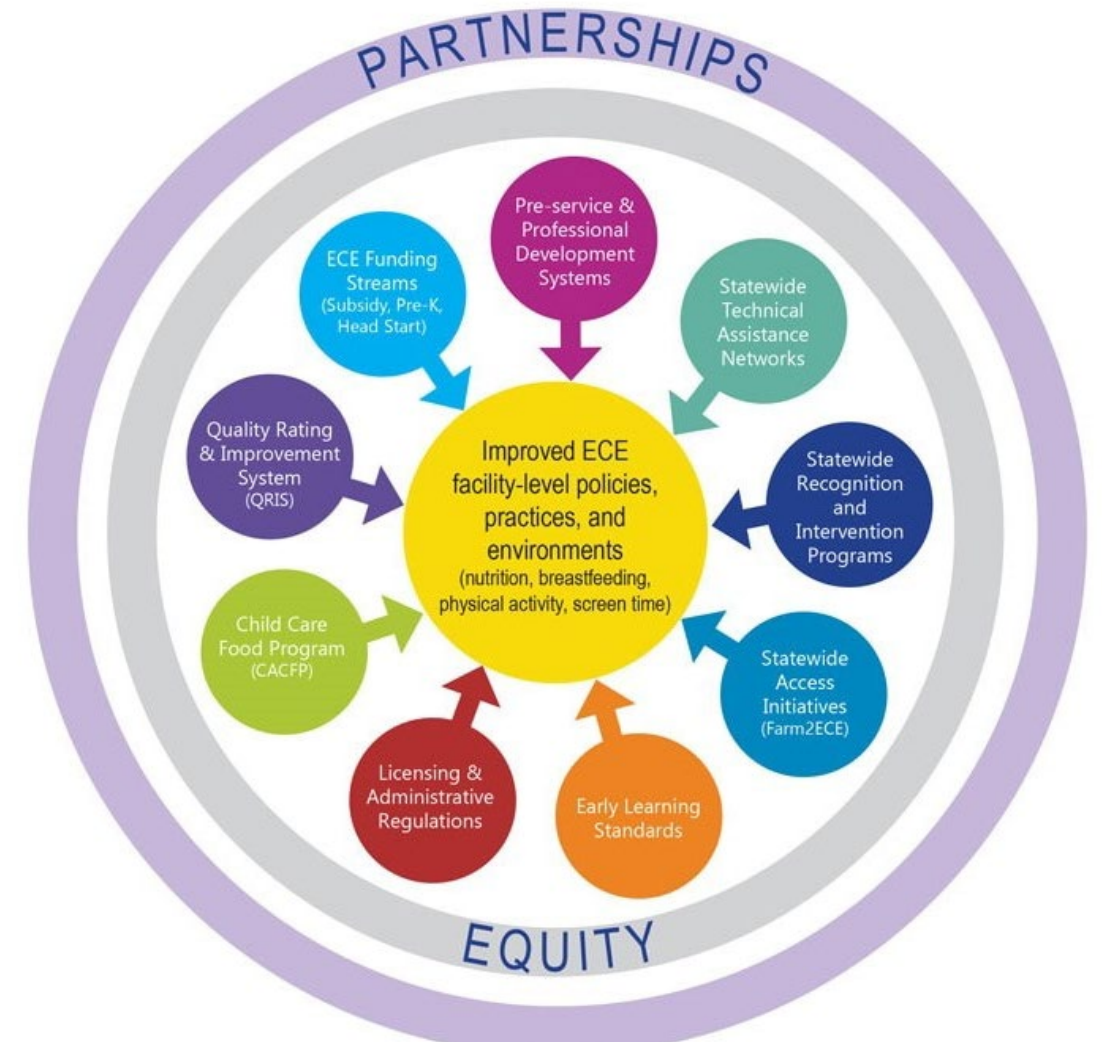 PARTNERSHIPS
Pre-service &
Professional
Development
Systems
Statewide
Technical
Assistance
Networks
Statewide
Recognition
and
Intervention
Programs
Statewide
Access
Initiatives
(Farm2ECE)
Early Learning
Standards
Licensing &
Administrative
Regulations
Child Care
Food Program
(CACFP)
Quality Rating
& Improvement
System
(QRIS)
ECE Funding
Streams
(Subsidy, Pre-K,
Head Start)
Improved ECE
facility-level policies,
practices, and
environments
(nutrition, breastfeeding,
physical activity, screen time)
EQUITY